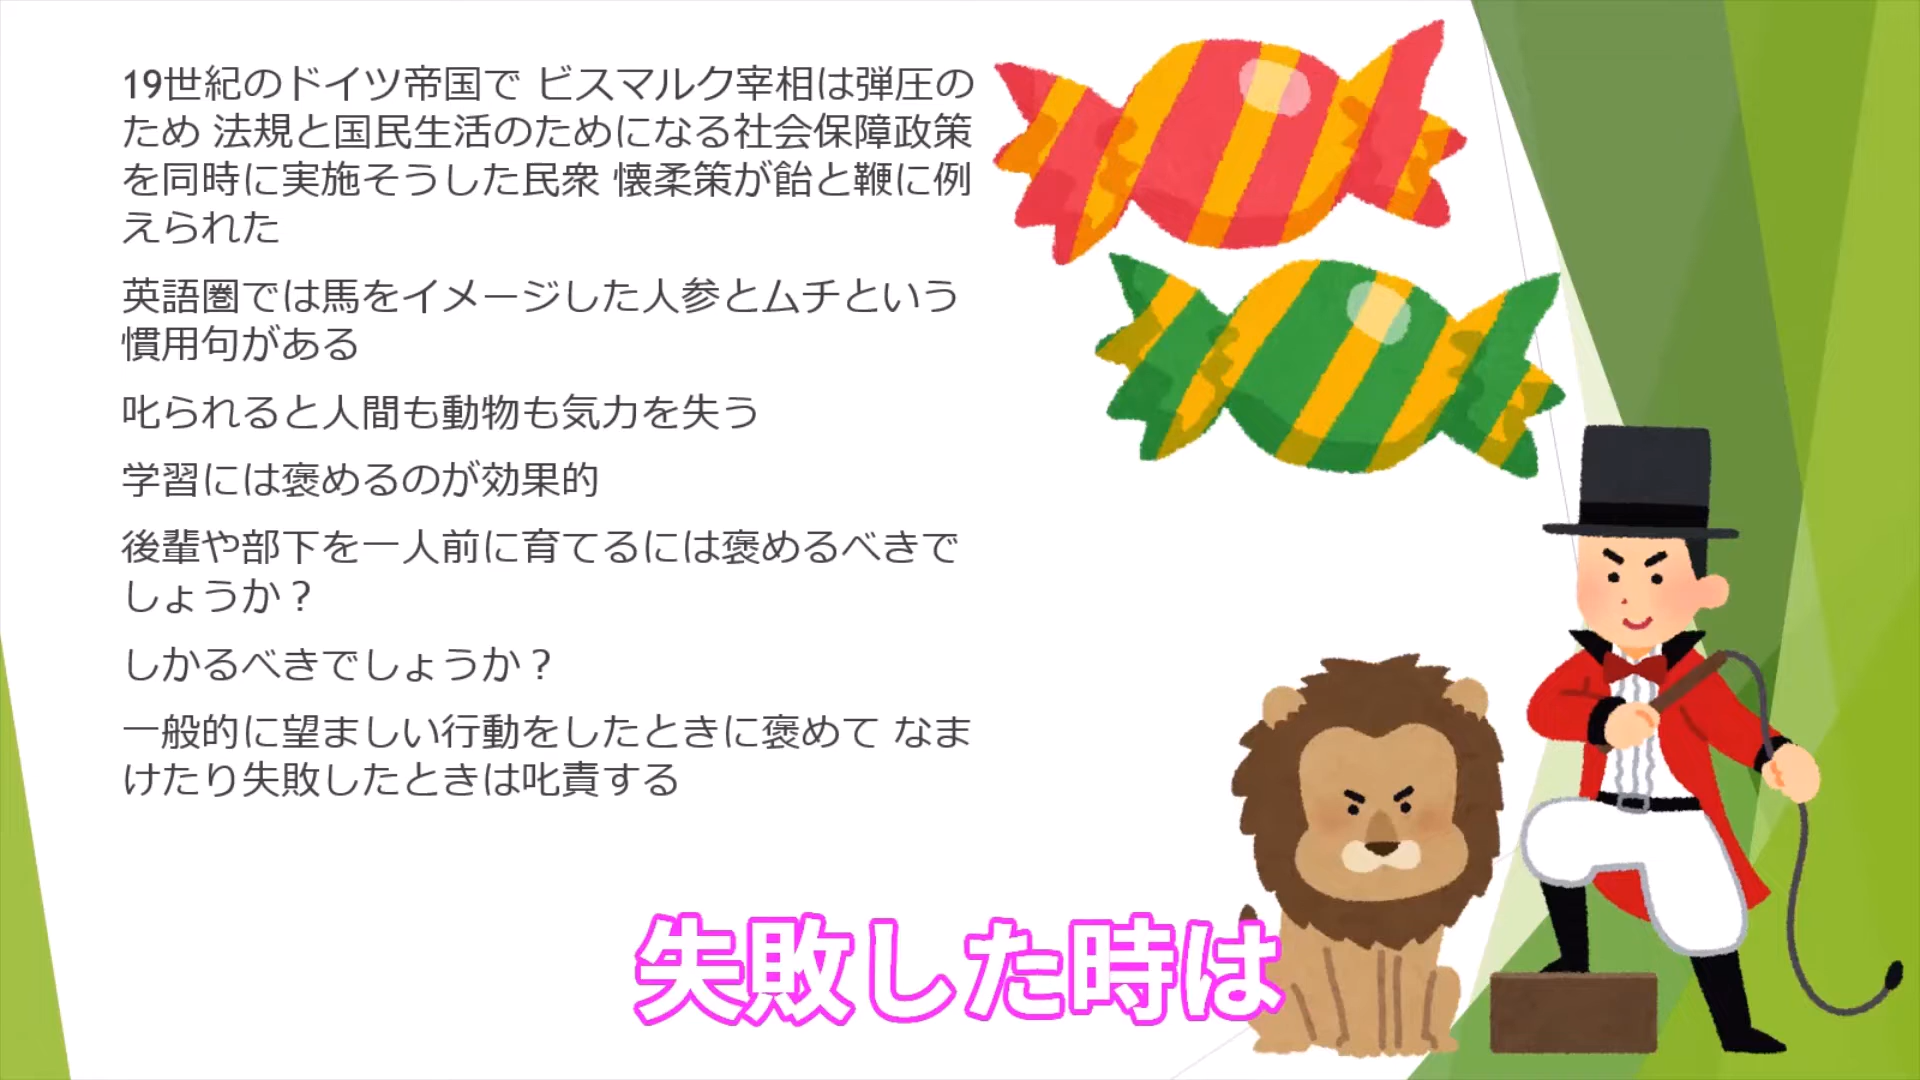 19世紀のドイツ帝国で ビスマルク宰相は弾圧の
ため 法規と国民生活のためになる社会保障政策
を同時に実施そうした民衆 懐柔策が飴と鞭に例
えられた
英語圏では馬をイメージした人参とムチという
慣用句がある
叱られると人間も動物も気力を失う
学習には褒めるのが効果的
後輩や部下を一人前に育てるには褒めるべきで
しょうか？
しかるべきでしょうか？
一般的に望ましい行動をしたときに褒めて なま
けたり失敗したときは叱責する
失敗した時は